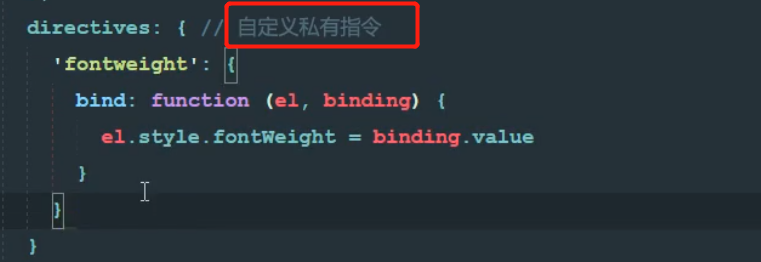 directives: { // 自定义私有指令
'fontweight': {
bind: function (el, binding) {
el.style.fontWeight = binding.value
}
}
}